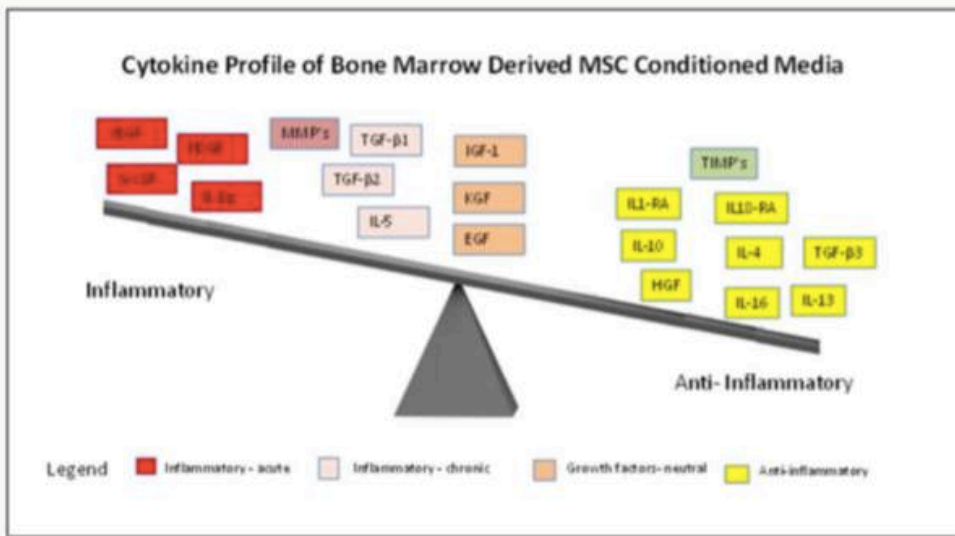 Cytokine Profile of Bone Marrow Derived MSC Conditioned Media
MMP's
TGF-β1
TGF-β2
IL-5
IGF-1
KGF
EGF
TIMP's
IL1-RA
IL18-RA
IL-10
IL-4
TGF-β3
HGF
IL-16
IL-13
Inflammatory
Anti- Inflammatory
Legend
Inflammatory - acute
Inflammatory - chronic
Growth factors- neutral
Anti-inflammatory